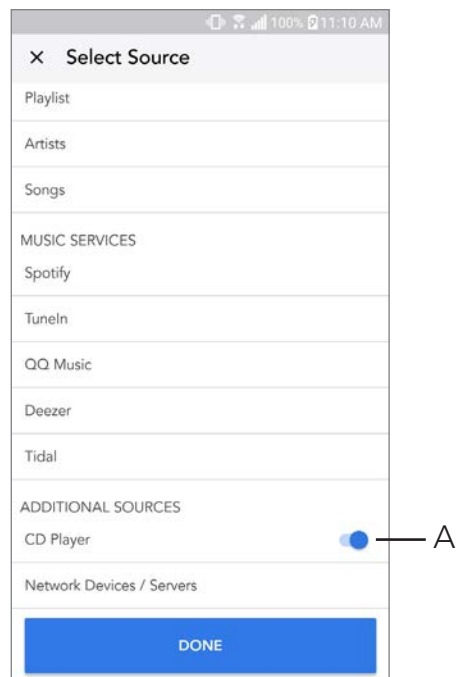 100% 11:10 AM
× Select Source
Playlist
Artists
Songs
MUSIC SERVICES
Spotify
TuneIn
QQ Music
Deezer
Tidal
ADDITIONAL SOURCES
CD Player
A
Network Devices / Servers
DONE